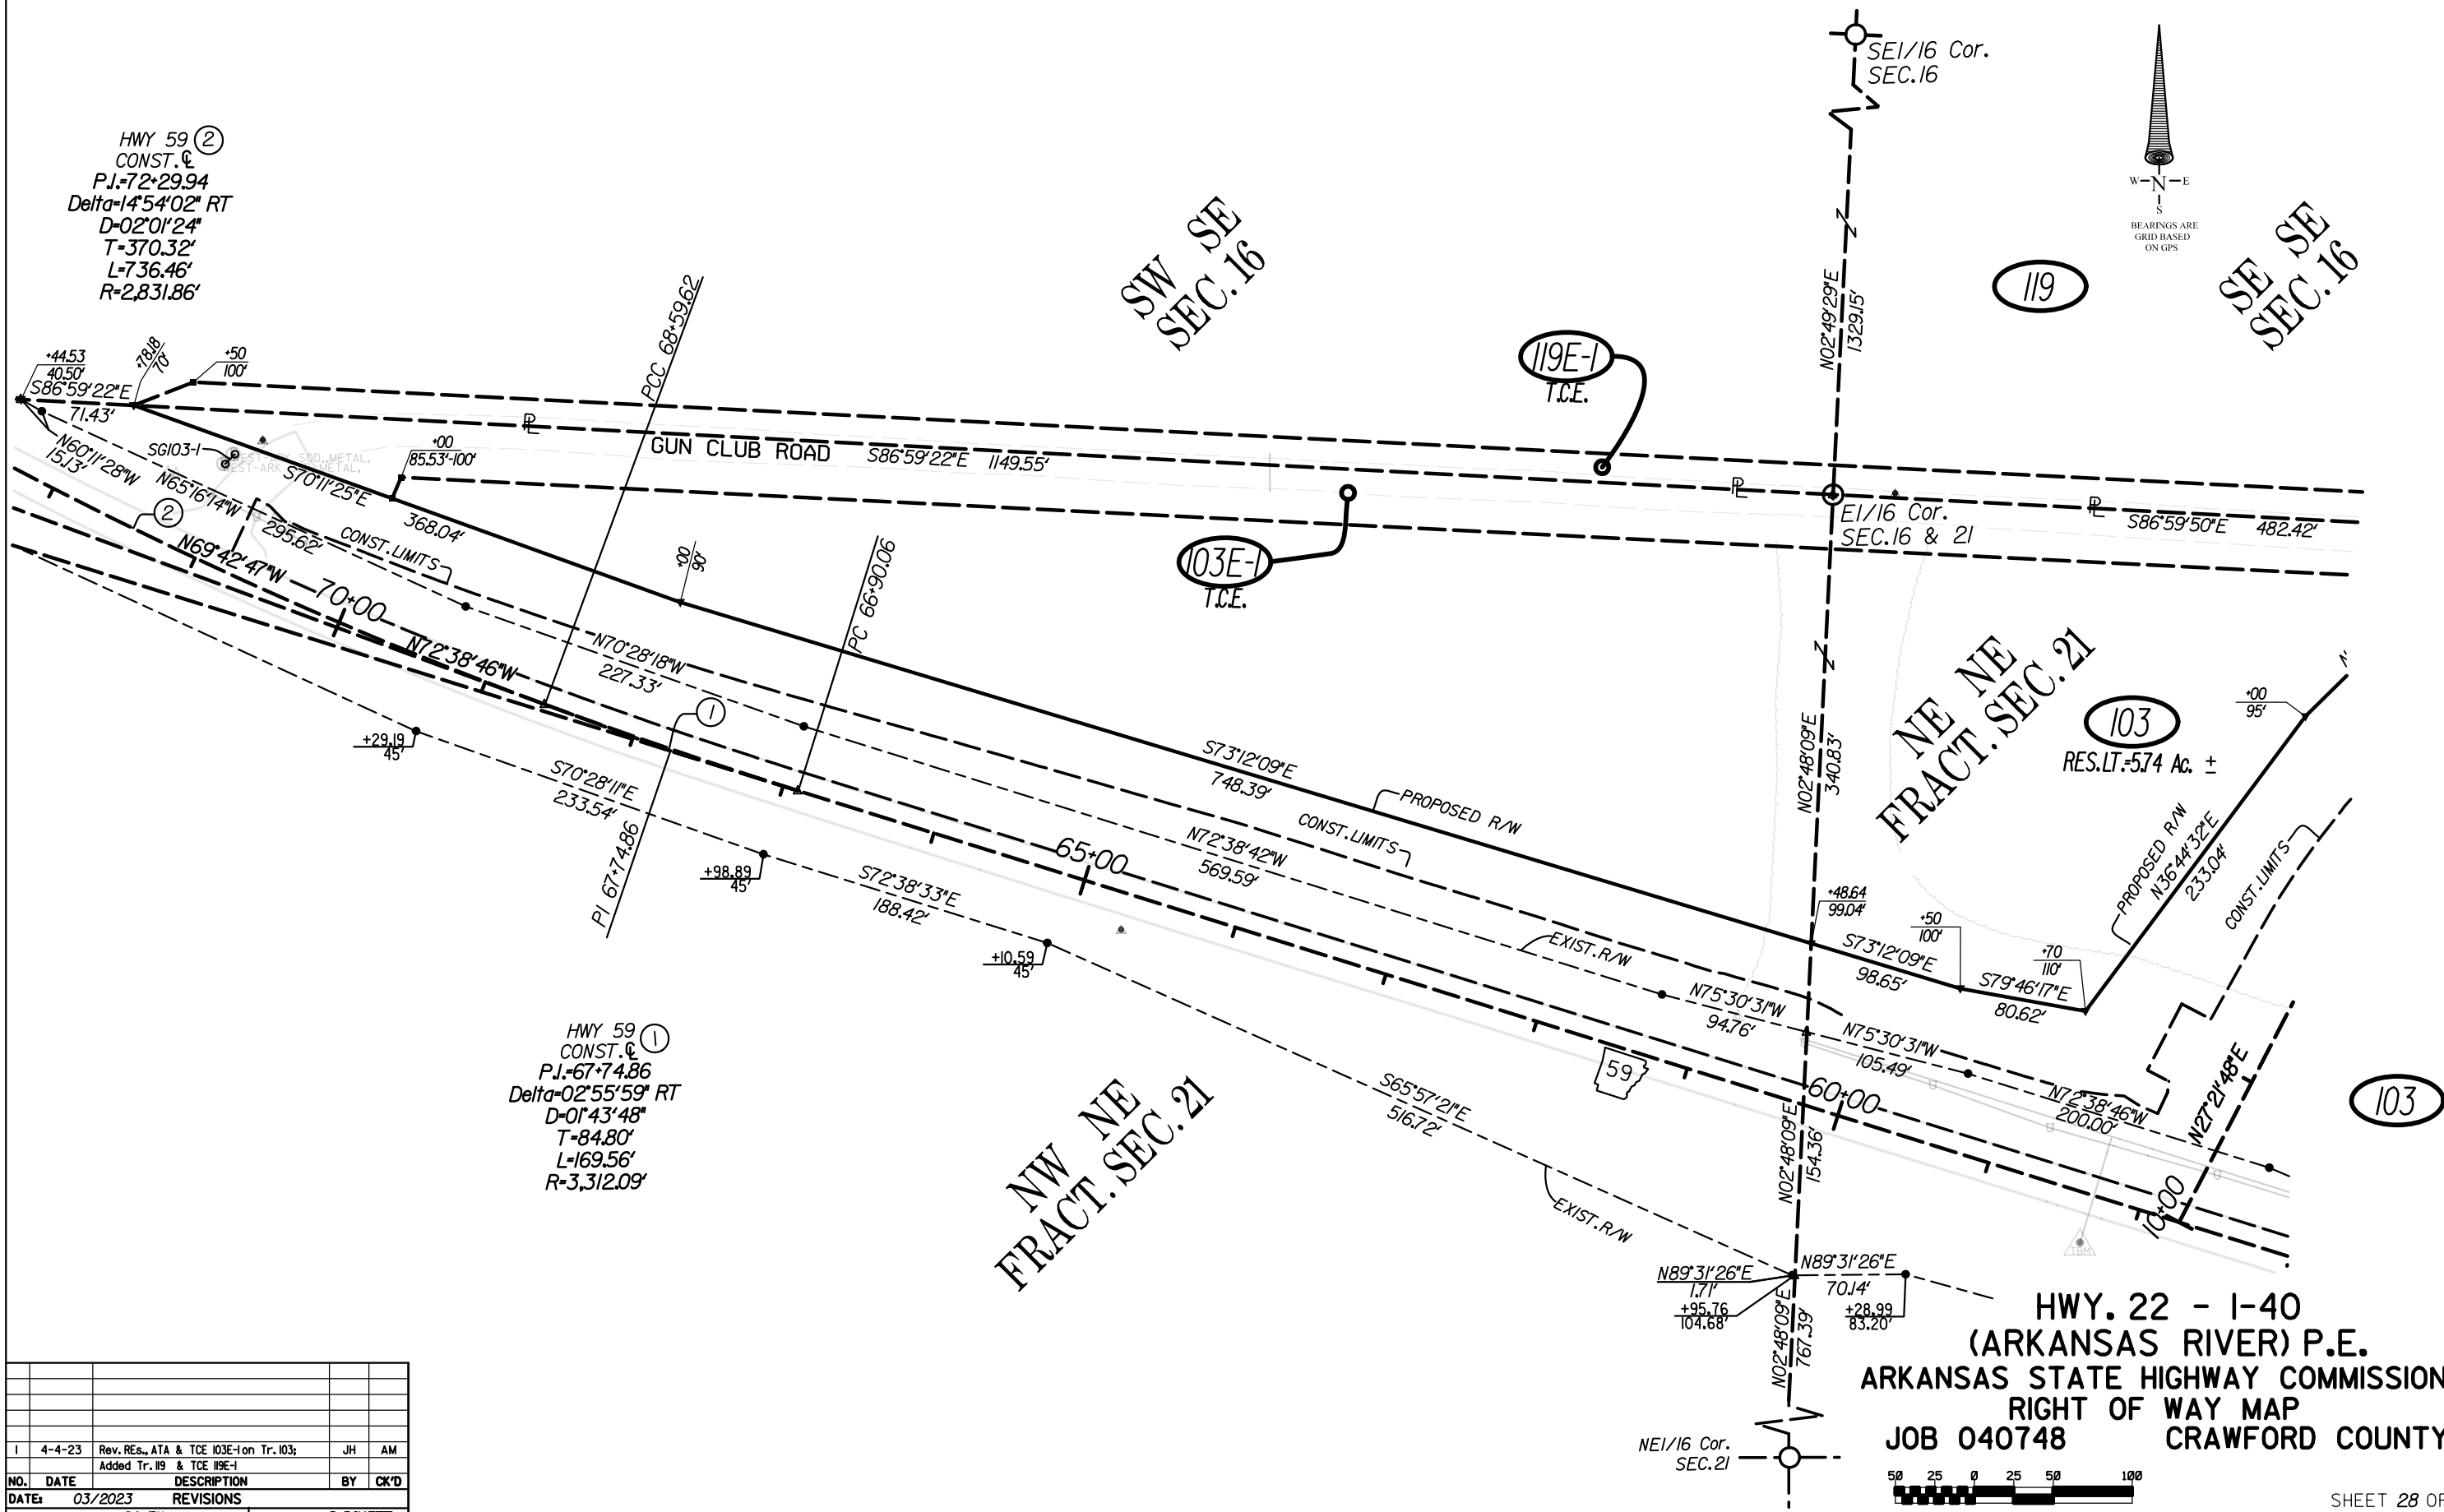 SE1/16 Cor.
SEC.16
W N E
S
BEARINGS ARE
GRID BASED
ON GPS
HWY 59 2
CONST. ℄
P.I.=72+29.94
Delta=14°54'02" RT
D=02°01'24"
T=370.32'
L=736.46'
R=2,831.86'
SW SE
SEC.16
SE SE
SEC.16
119
N02°49'29"E
1329.15'
119E-1
T.C.E.
PCC 68+59.62
+44.53
40.50'
+78.18
70'
+50
100'
S86°59'22"E
71.43'
N60°11'28"W
15.13'
SG103-1
WEST-ARK SOD.,METAL,
N65°16'14"W
295.62'
S70°11'25"E
368.04'
+00
85.53'-100'
GUN CLUB ROAD S86°59'22"E 1149.55'
PL
PL
PL
E1/16 Cor.
SEC.16 & 21
S86°59'50"E 482.42'
103E-1
T.C.E.
2
CONST.LIMITS
N69°42'47"W
70+00
N72°38'46"W
+00
90'
PC 66+90.06
N70°28'18"W
227.33'
1
PI 67+74.86
+29.19
45'
S70°28'11"E
233.54'
+98.89
45'
S72°38'33"E
188.42'
+10.59
45'
65+00
S73°12'09"E
748.39'
PROPOSED R/W
CONST.LIMITS
N72°38'42"W
569.59'
EXIST.R/W
N02°48'09"E
340.83'
NE NE
FRACT. SEC. 21
103
RES.LT.=5.74 Ac. ±
+00
95'
PROPOSED R/W
N36°44'32"E
233.04'
CONST.LIMITS
+48.64
99.04'
+50
100'
+70
110'
S73°12'09"E
98.65'
S79°46'17"E
80.62'
N75°30'31"W
94.76'
N75°30'31"W
105.49'
N72°38'46"W
200.00'
N27°21'48"E
103
59
60+00
10+00
TBM
N02°48'09"E
154.36'
S65°57'21"E
516.72'
EXIST.R/W
HWY 59 1
CONST. ℄
P.I.=67+74.86
Delta=02°55'59" RT
D=01°43'48"
T=84.80'
L=169.56'
R=3,312.09'
NW NE
FRACT. SEC. 21
N89°31'26"E
1.71'
+95.76
104.68'
N89°31'26"E
70.14'
+28.99
83.20'
N02°48'09"E
767.39'
NE1/16 Cor.
SEC.21
HWY. 22 - I-40
(ARKANSAS RIVER) P.E.
ARKANSAS STATE HIGHWAY COMMISSION
RIGHT OF WAY MAP
JOB 040748 CRAWFORD COUNTY
50 25 0 25 50 100
SHEET 28 OF
1 4-4-23 Rev. REs., ATA & TCE 103E-1 on Tr. 103; JH AM
Added Tr. 119 & TCE 119E-1
NO. DATE DESCRIPTION BY CK'D
DATE: 03/2023 REVISIONS